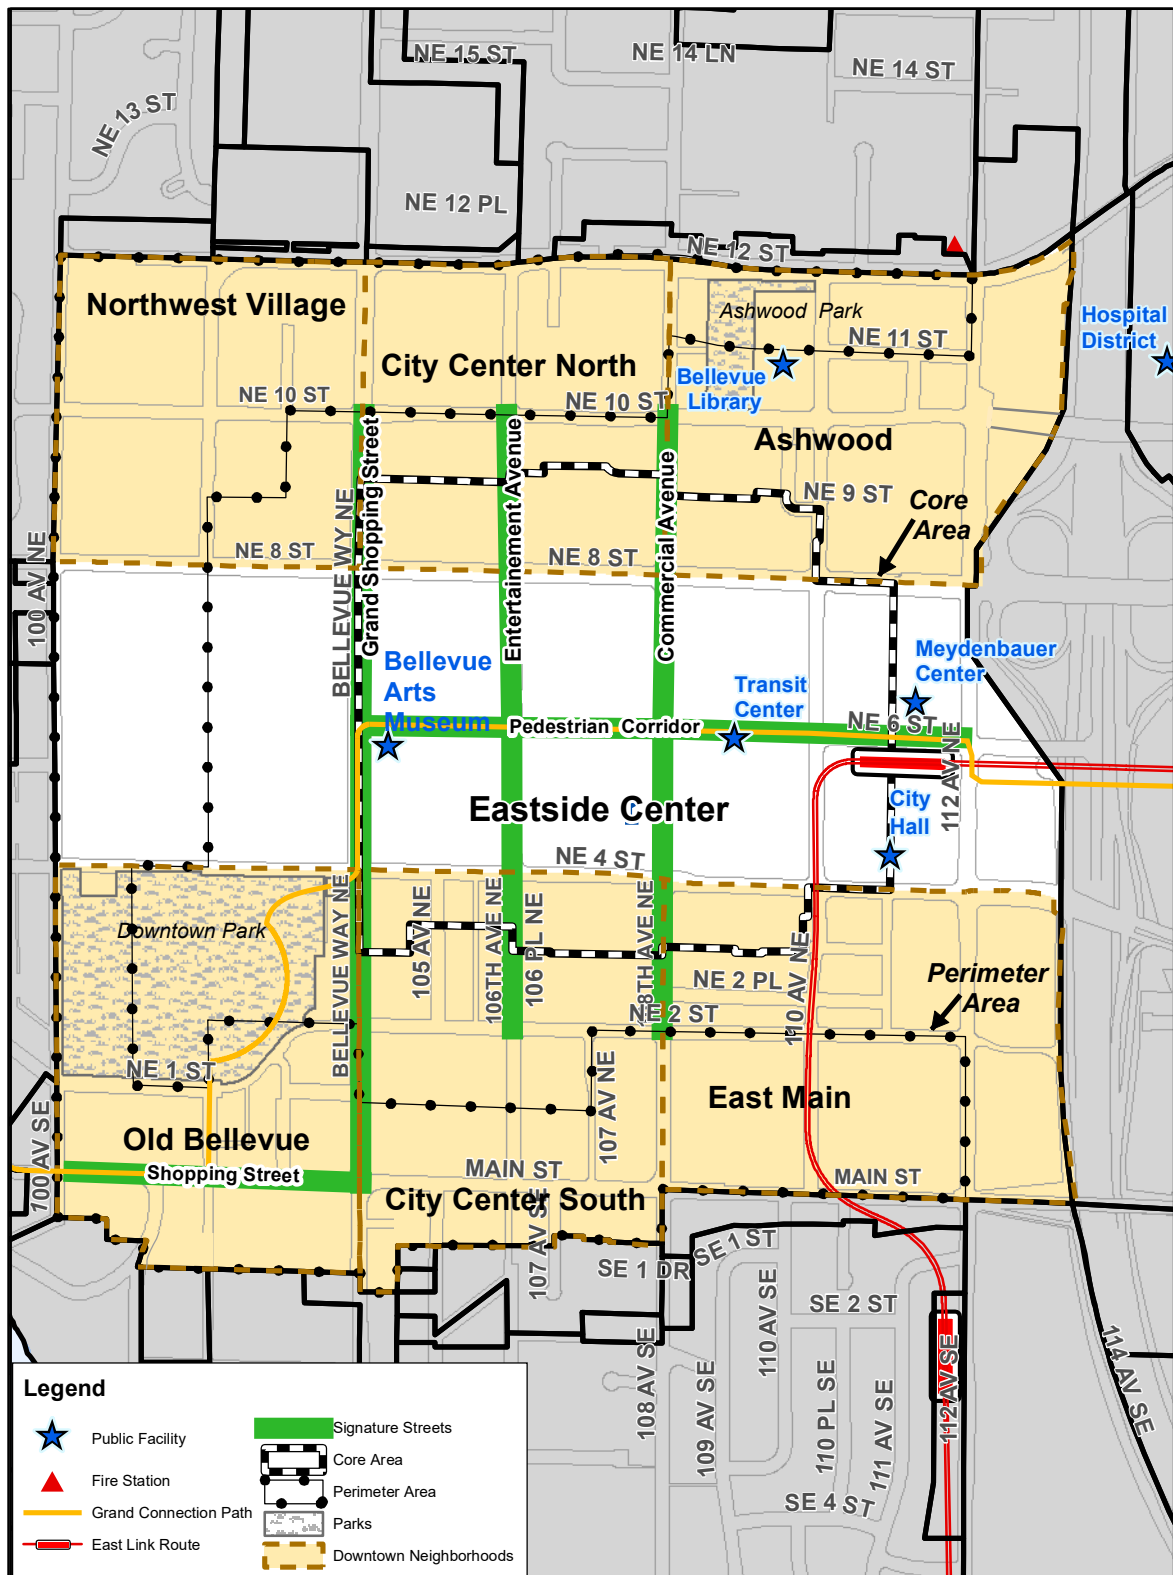 NE 15 ST
NE 14 LN
NE 14 ST
NE 13 ST
NE 12 PL
NE 12 ST
Northwest Village
Ashwood Park
Hospital
District
NE 11 ST
City Center North
Bellevue
Library
NE 10 ST
NE 10 ST
Ashwood
Grand Shopping Street
Entertainement Avenue
Commercial Avenue
NE 9 ST
Core
Area
BELLEVUE WY NE
100 AV NE
NE 8 ST
NE 8 ST
Bellevue
Arts
Museum
Meydenbauer
Center
Transit
Center
Pedestrian Corridor
NE 6 ST
112 AV NE
Eastside Center
City
Hall
NE 4 ST
BELLEVUE WAY NE
105 AV NE
106TH AVE NE
106 PL NE
8TH AVE NE
110 AV NE
Downtown Park
NE 2 PL
Perimeter
Area
NE 2 ST
NE 1 ST
107 AV NE
East Main
100 AV SE
Old Bellevue
Shopping Street
MAIN ST
MAIN ST
City Center South
107 AV SE
SE 1 ST
SE 1 DR
110 AV SE
SE 2 ST
108 AV SE
109 AV SE
110 PL SE
111 AV SE
112 AV SE
114 AV SE
SE 4 ST
Legend
Public Facility
Fire Station
Grand Connection Path
East Link Route
Signature Streets
Core Area
Perimeter Area
Parks
Downtown Neighborhoods